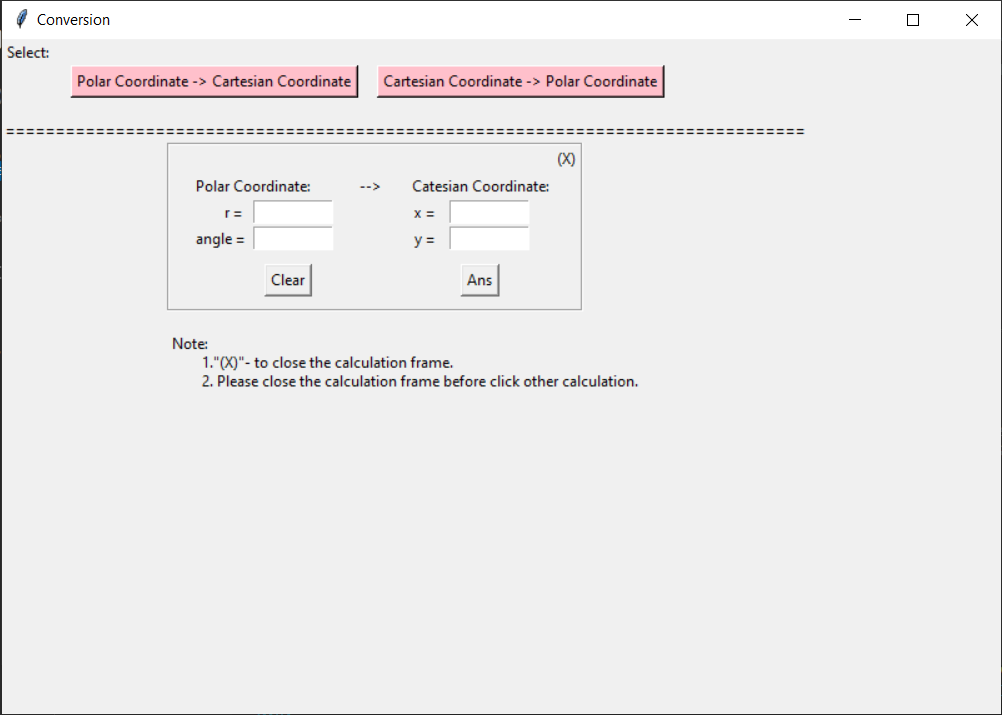 Conversion
Select:
Polar Coordinate -> Cartesian Coordinate Cartesian Coordinate -> Polar Coordinate
================================================================================
(X)
Polar Coordinate: --> Catesian Coordinate:
r = x =
angle = y =
Clear Ans
Note:
1."(X)"- to close the calculation frame.
2. Please close the calculation frame before click other calculation.